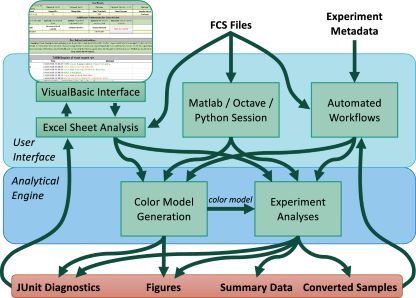 FCS Files
Experiment
Metadata
VisualBasic Interface
Excel Sheet Analysis
Matlab / Octave /
Python Session
Automated
Workflows
User
Interface
Analytical
Engine
Color Model
Generation
color model
Experiment
Analyses
JUnit Diagnostics
Figures
Summary Data
Converted Samples